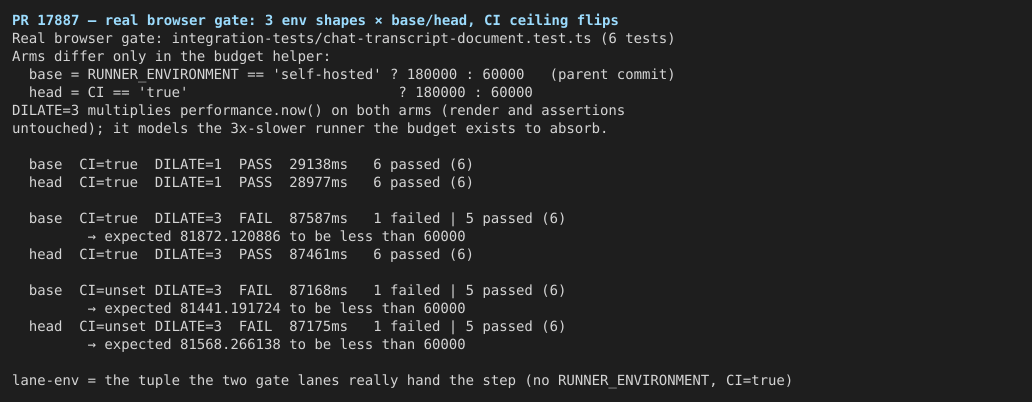 PR 17887 — real browser gate: 3 env shapes × base/head, CI ceiling flips
Real browser gate: integration-tests/chat-transcript-document.test.ts (6 tests)
Arms differ only in the budget helper:
  base = RUNNER_ENVIRONMENT == 'self-hosted' ? 180000 : 60000   (parent commit)
  head = CI == 'true'                          ? 180000 : 60000
DILATE=3 multiplies performance.now() on both arms (render and assertions
untouched); it models the 3x-slower runner the budget exists to absorb.

  base  CI=true  DILATE=1  PASS  29138ms   6 passed (6)
  head  CI=true  DILATE=1  PASS  28977ms   6 passed (6)

  base  CI=true  DILATE=3  FAIL  87587ms   1 failed | 5 passed (6)
         → expected 81872.120886 to be less than 60000
  head  CI=true  DILATE=3  PASS  87461ms   6 passed (6)

  base  CI=unset DILATE=3  FAIL  87168ms   1 failed | 5 passed (6)
         → expected 81441.191724 to be less than 60000
  head  CI=unset DILATE=3  FAIL  87175ms   1 failed | 5 passed (6)
         → expected 81568.266138 to be less than 60000

lane-env = the tuple the two gate lanes really hand the step (no RUNNER_ENVIRONMENT, CI=true)